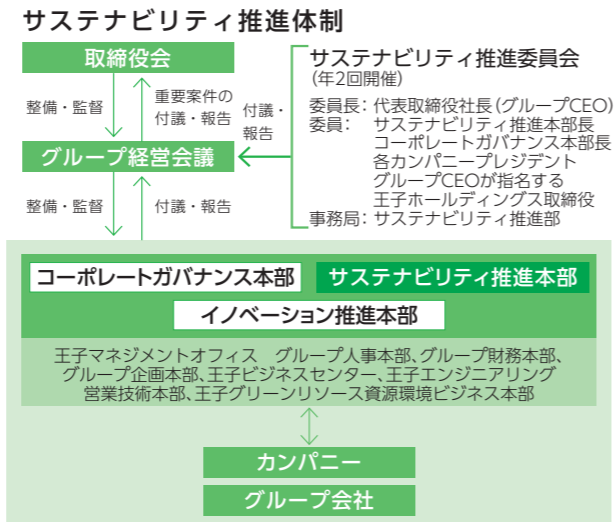 サステナビリティ推進体制
取締役会
整備・監督
重要案件の
付議・報告
付議・
報告
サステナビリティ推進委員会
(年2回開催)
委員長：代表取締役社長(グループCEO)
委員：　サステナビリティ推進本部長
コーポレートガバナンス本部長
各カンパニープレジデント
グループCEOが指名する
王子ホールディングス取締役
事務局：サステナビリティ推進部
グループ経営会議
整備・監督
付議・報告
コーポレートガバナンス本部
サステナビリティ推進本部
イノベーション推進本部
王子マネジメントオフィス　グループ人事本部、グループ財務本部、
グループ企画本部、王子ビジネスセンター、王子エンジニアリング
営業技術本部、王子グリーンリソース資源環境ビジネス本部
カンパニー
グループ会社